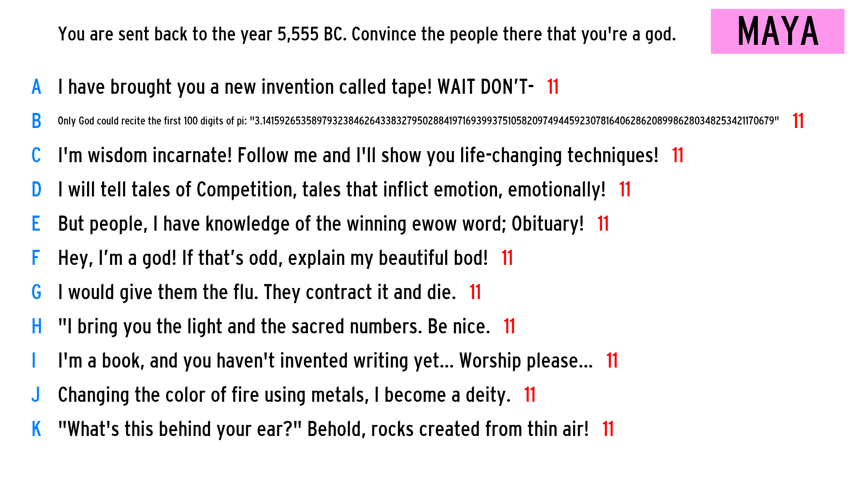 You are sent back to the year 5,555 BC. Convince the people there that you're a god. MAYA
A I have brought you a new invention called tape! WAIT DON’T- 11
B Only God could recite the first 100 digits of pi: "3.1415926535897932384626433832795028841971693993751058209749445923078164062862089986280348253421170679" 11
C I'm wisdom incarnate! Follow me and I'll show you life-changing techniques! 11
D I will tell tales of Competition, tales that inflict emotion, emotionally! 11
E But people, I have knowledge of the winning ewow word; Obituary! 11
F Hey, I’m a god! If that’s odd, explain my beautiful bod! 11
G I would give them the flu. They contract it and die. 11
H "I bring you the light and the sacred numbers. Be nice. 11
I I'm a book, and you haven't invented writing yet... Worship please... 11
J Changing the color of fire using metals, I become a deity. 11
K "What's this behind your ear?" Behold, rocks created from thin air! 11